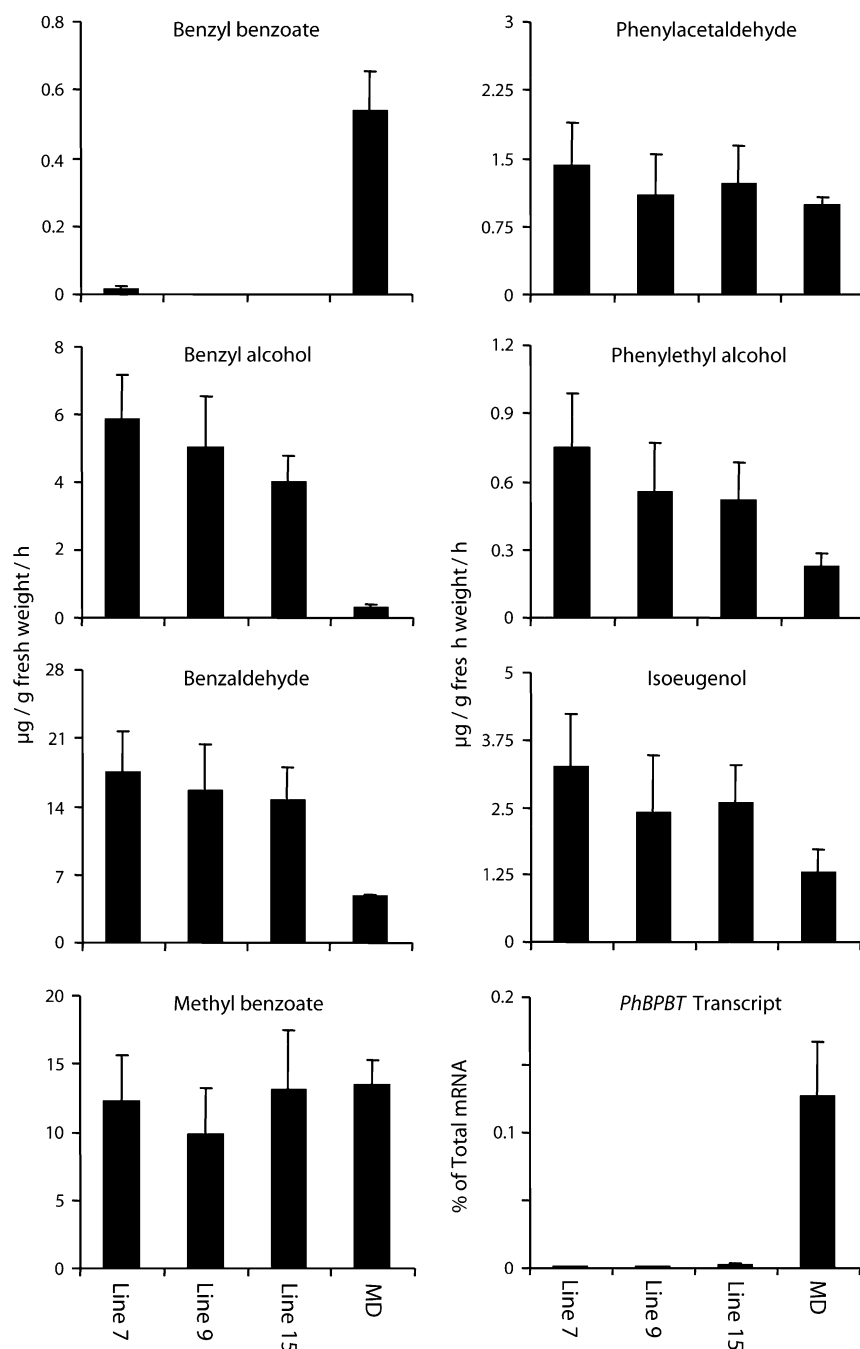 Benzyl benzoate
0.8
0.6
0.4
0.2
0
Phenylacetaldehyde
3
2.25
1.5
0.75
0
Benzyl alcohol
8
6
4
2
0
Phenylethyl alcohol
1.2
0.9
0.6
0.3
0
µg / g fresh weight / h
µg / g fres h weight / h
Benzaldehyde
28
21
14
7
0
Isoeugenol
5
3.75
2.5
1.25
0
Methyl benzoate
20
15
10
5
0
Line 7
Line 9
Line 15
MD
PhBPBT Transcript
% of Total mRNA
0.2
0.1
0
Line 7
Line 9
Line 15
MD